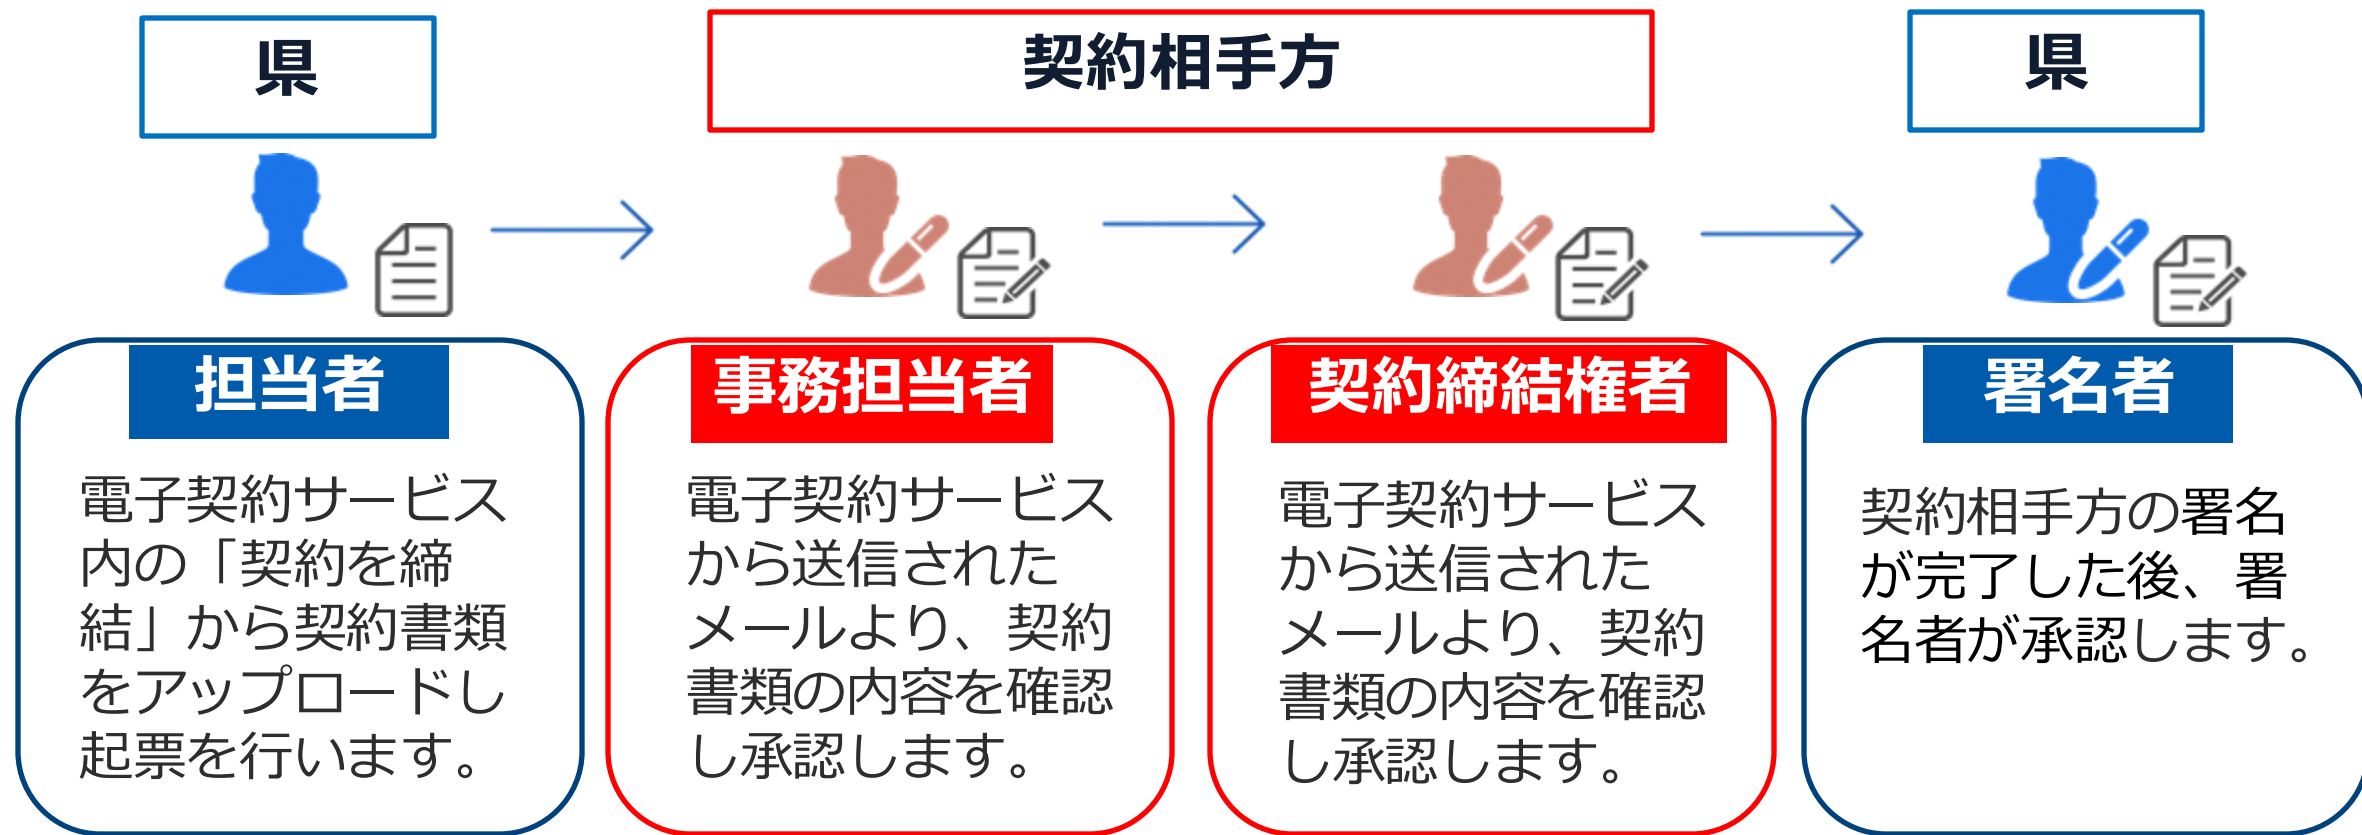 県
契約相手方
県
担当者
電子契約サービス
内の「契約を締
結」から契約書類
をアップロードし
起票を行います。
事務担当者
電子契約サービス
から送信された
メールより、契約
書類の内容を確認
し承認します。
契約締結権者
電子契約サービス
から送信された
メールより、契約
書類の内容を確認
し承認します。
署名者
契約相手方の署名
が完了した後、署
名者が承認します。